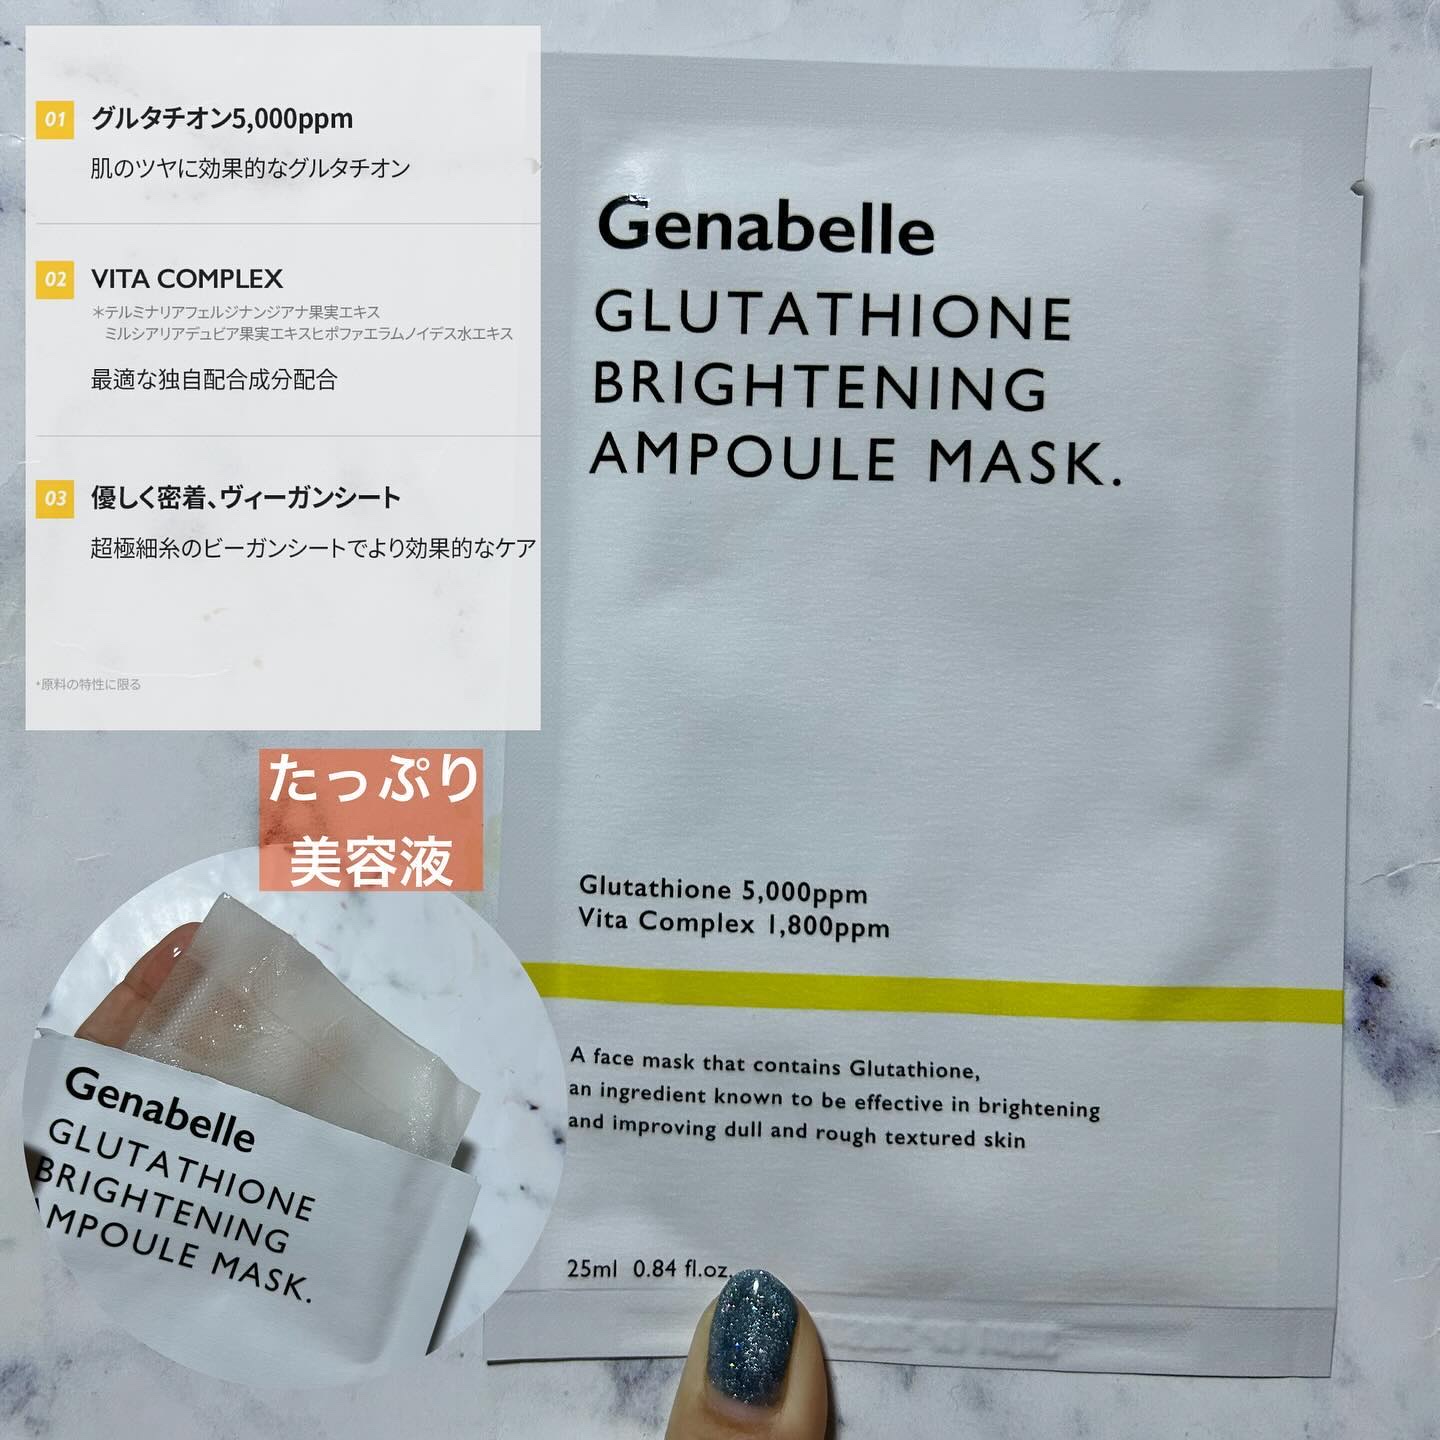 01 グルタチオン5,000ppm
肌のツヤに効果的なグルタチオン
02 VITA COMPLEX
*テルミナリアフェルジナンジアナ果実エキス
ミルシアリアデュビア果実エキスヒポファエラムノイデス水エキス
最適な独自配合成分配合
03 優しく密着、ヴィーガンシート
超極細糸のビーガンシートでより効果的なケア
*原料の特性に限る
たっぷり
美容液
Genabelle
GLUTATHIONE
BRIGHTENING
AMPOULE MASK.
Genabelle
GLUTATHIONE
BRIGHTENING
AMPOULE MASK.
Glutathione 5,000ppm
Vita Complex 1,800ppm
A face mask that contains Glutathione,
an ingredient known to be effective in brightening
and improving dull and rough textured skin
25ml 0.84 fl.oz.